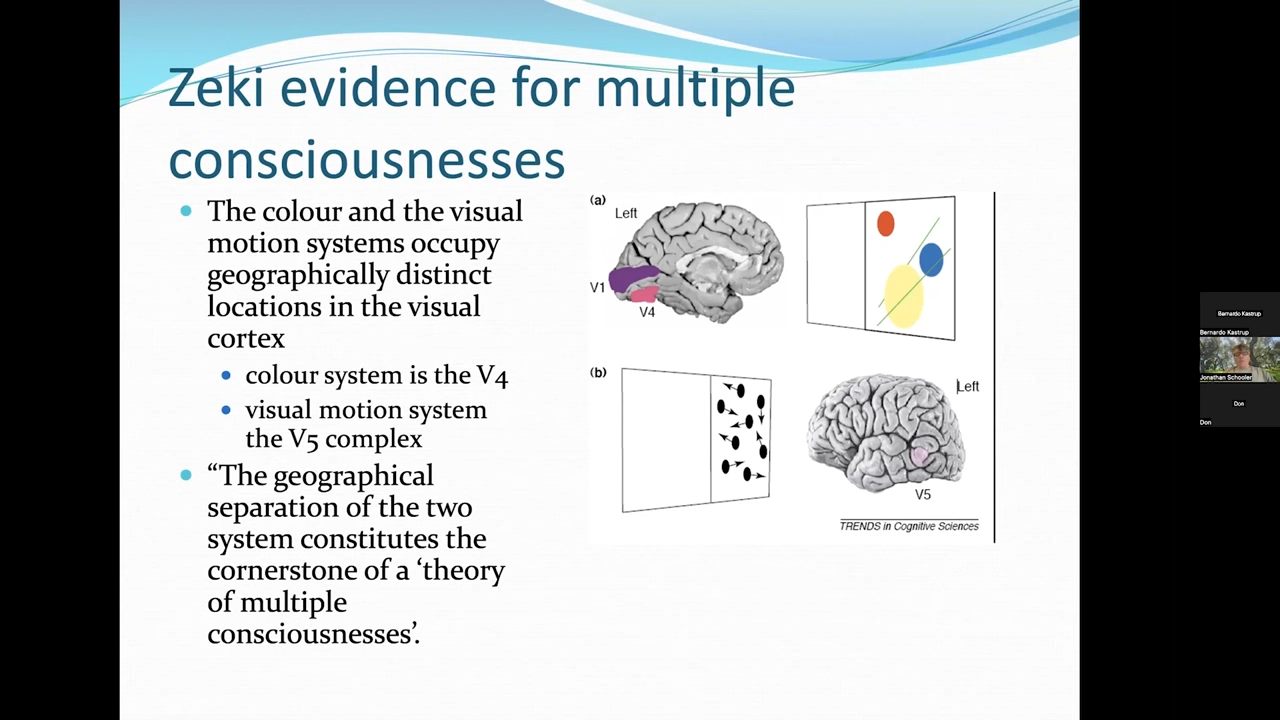 Zeki evidence for multiple
consciousnesses
The colour and the visual
motion systems occupy
geographically distinct
locations in the visual
cortex
colour system is the V4
visual motion system
the V5 complex
“The geographical
separation of the two
system constitutes the
cornerstone of a ‘theory
of multiple
consciousnesses’.
(a)
Left
V1
V4
(b)
Left
V5
TRENDS in Cognitive Sciences
Bernardo Kastrup
Bernardo Kastrup
Jonathan Schooler
Don
Don